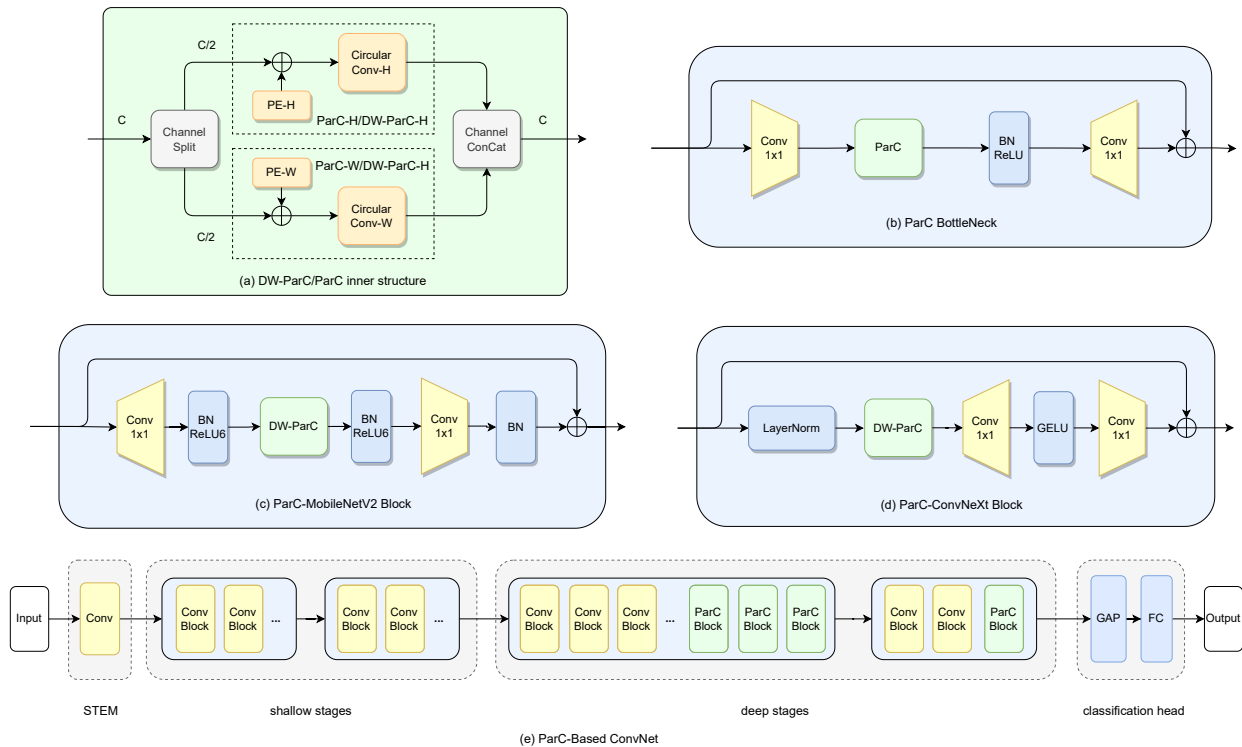 C/2
Circular
Conv-H
PE-H
ParC-H/DW-ParC-H
C
Channel
Split
Channel
ConCat
C
PE-W
ParC-W/DW-ParC-H
Circular
Conv-W
C/2
(a) DW-ParC/ParC inner structure
Conv
1x1
ParC
BN
ReLU
Conv
1x1
(b) ParC BottleNeck
Conv
1x1
BN
ReLU6
DW-ParC
BN
ReLU6
Conv
1x1
BN
(c) ParC-MobileNetV2 Block
LayerNorm
DW-ParC
Conv
1x1
GELU
Conv
1x1
(d) ParC-ConvNeXt Block
Input
Conv
Conv
Block
Conv
Block
...
Conv
Block
Conv
Block
...
Conv
Block
Conv
Block
Conv
Block
...
ParC
Block
ParC
Block
ParC
Block
Conv
Block
Conv
Block
ParC
Block
GAP
FC
Output
STEM
shallow stages
deep stages
classification head
(e) ParC-Based ConvNet